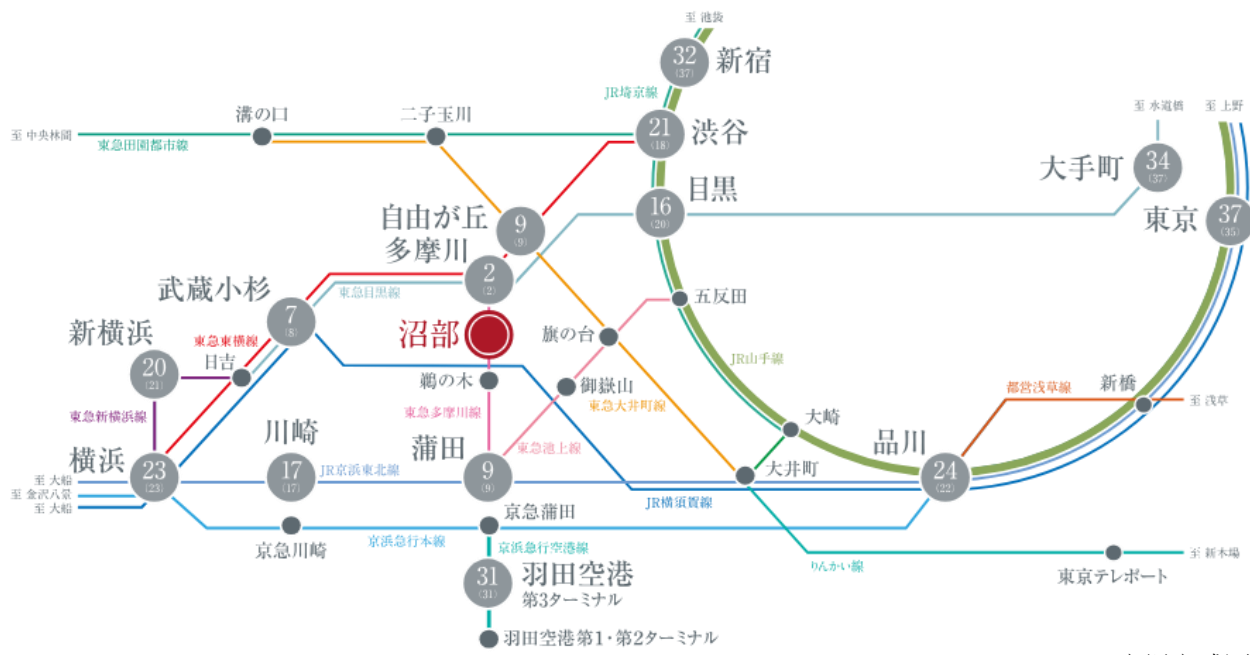 至 池袋
32
(37)
新宿
JR埼京線
溝の口
二子玉川
至 中央林間
東急田園都市線
21
(18)
渋谷
至 水道橋
至 上野
大手町
34
(37)
目黒
16
(20)
自由が丘
9
(9)
東京
37
(35)
多摩川
2
(2)
武蔵小杉
7
(8)
東急目黒線
五反田
新横浜
20
(21)
東急東横線
日吉
沼部
旗の台
JR山手線
鵜の木
御嶽山
都営浅草線
新橋
至 浅草
東急新横浜線
東急多摩川線
東急大井町線
大崎
川崎
17
(17)
蒲田
9
(9)
東急池上線
品川
24
(22)
横浜
23
(23)
JR京浜東北線
大井町
至 大船
至 金沢八景
至 大船
JR横須賀線
京急川崎
京浜急行本線
京急蒲田
京浜急行空港線
31
(31)
羽田空港
第3ターミナル
りんかい線
東京テレポート
至 新木場
羽田空港第1・第2ターミナル